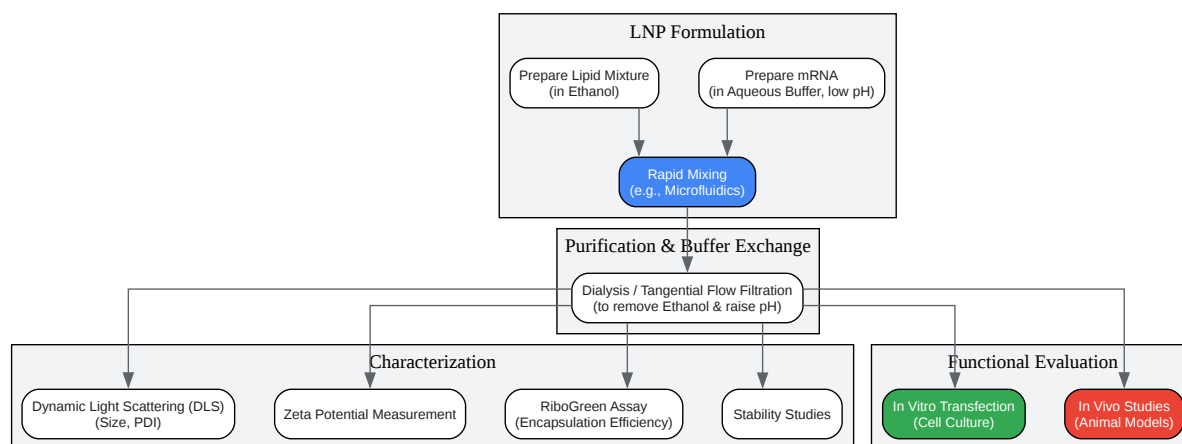 LNP Formulation
Prepare Lipid Mixture
(in Ethanol)
Prepare mRNA
(in Aqueous Buffer, low pH)
Rapid Mixing
(e.g., Microfluidics)
Purification & Buffer Exchange
Dialysis / Tangential Flow Filtration
(to remove Ethanol & raise pH)
Characterization
Dynamic Light Scattering (DLS)
(Size, PDI)
Zeta Potential Measurement
RiboGreen Assay
(Encapsulation Efficiency)
Stability Studies
Functional Evaluation
In Vitro Transfection
(Cell Culture)
In Vivo Studies
(Animal Models)